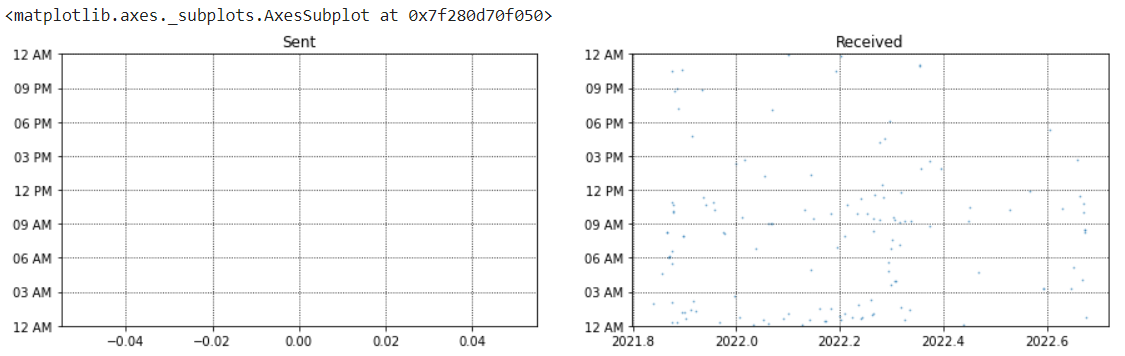 <matplotlib.axes._subplots.AxesSubplot at 0x7f280d70f050>
Sent
12 AM
09 PM
06 PM
03 PM
12 PM
09 AM
06 AM
03 AM
12 AM
−0.04 −0.02 0.00 0.02 0.04
Received
12 AM
09 PM
06 PM
03 PM
12 PM
09 AM
06 AM
03 AM
12 AM
2021.8 2022.0 2022.2 2022.4 2022.6